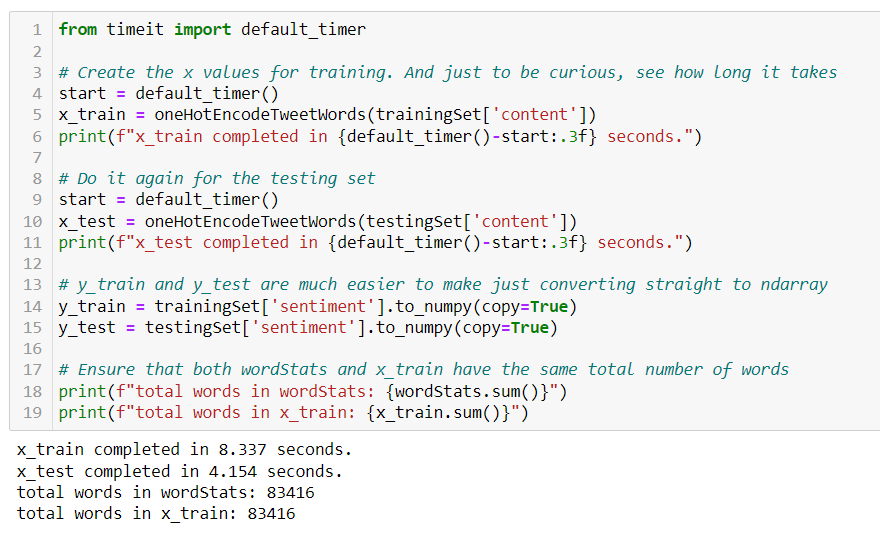 1 from timeit import default_timer
2
3 # Create the x values for training. And just to be curious, see how long it takes
4 start = default_timer()
5 x_train = oneHotEncodeTweetWords(trainingSet['content'])
6 print(f"x_train completed in {default_timer()-start:.3f} seconds.")
7
8 # Do it again for the testing set
9 start = default_timer()
10 x_test = oneHotEncodeTweetWords(testingSet['content'])
11 print(f"x_test completed in {default_timer()-start:.3f} seconds.")
12
13 # y_train and y_test are much easier to make just converting straight to ndarray
14 y_train = trainingSet['sentiment'].to_numpy(copy=True)
15 y_test = testingSet['sentiment'].to_numpy(copy=True)
16
17 # Ensure that both wordStats and x_train have the same total number of words
18 print(f"total words in wordStats: {wordStats.sum()}")
19 print(f"total words in x_train: {x_train.sum()}")
x_train completed in 8.337 seconds.
x_test completed in 4.154 seconds.
total words in wordStats: 83416
total words in x_train: 83416